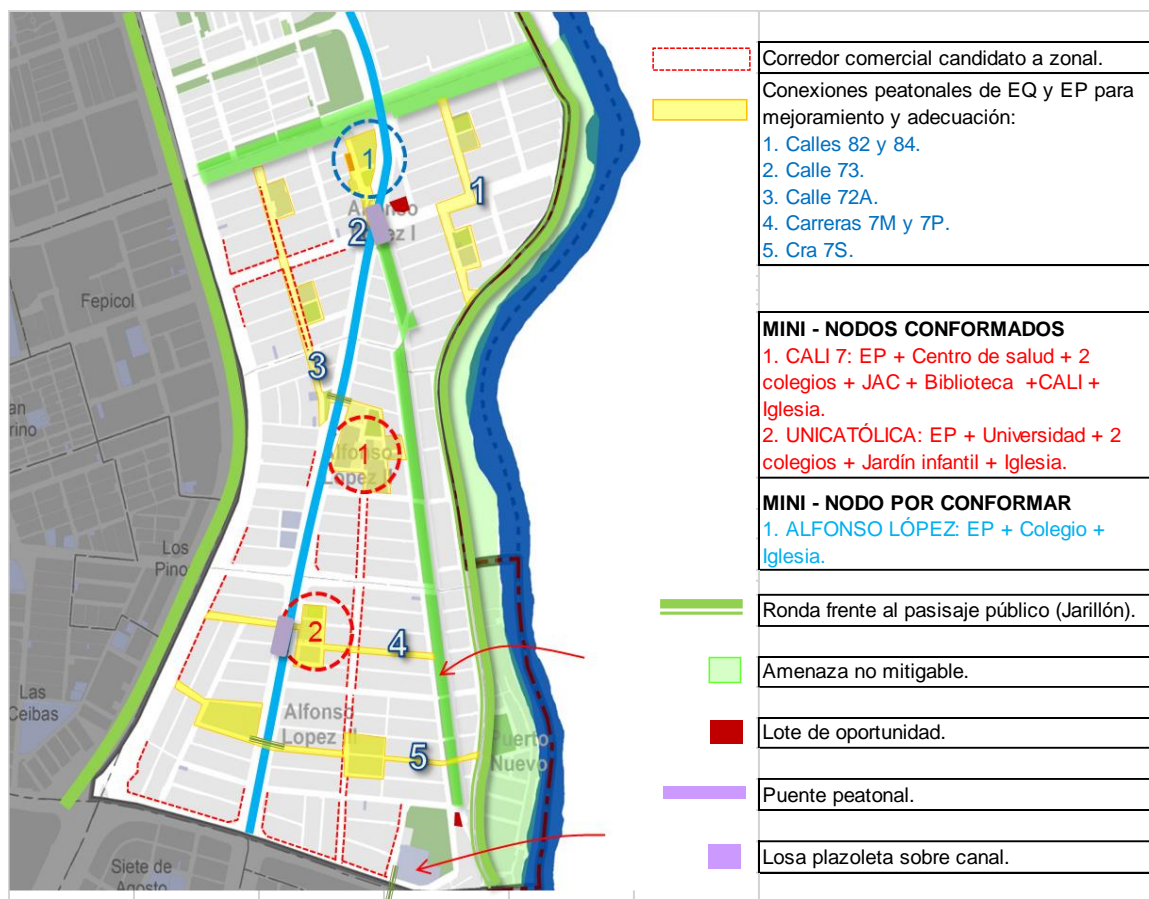 1
Alfonso
Lopez I
2
1
Fepicol
3
Alfonso
Lopez II
1
Los
Pino
2
4
Las
Ceibas
Alfonso
Lopez III
5
Puerto
Nuevo
Siete de
Agosto
Corredor comercial candidato a zonal.
Conexiones peatonales de EQ y EP para
mejoramiento y adecuación:
1. Calles 82 y 84.
2. Calle 73.
3. Calle 72A.
4. Carreras 7M y 7P.
5. Cra 7S.
MINI - NODOS CONFORMADOS
1. CALI 7: EP + Centro de salud + 2
colegios + JAC + Biblioteca +CALI +
Iglesia.
2. UNICATÓLICA: EP + Universidad + 2
colegios + Jardín infantil + Iglesia.
MINI - NODO POR CONFORMAR
1. ALFONSO LÓPEZ: EP + Colegio +
Iglesia.
Ronda frente al pasisaje público (Jarillón).
Amenaza no mitigable.
Lote de oportunidad.
Puente peatonal.
Losa plazoleta sobre canal.